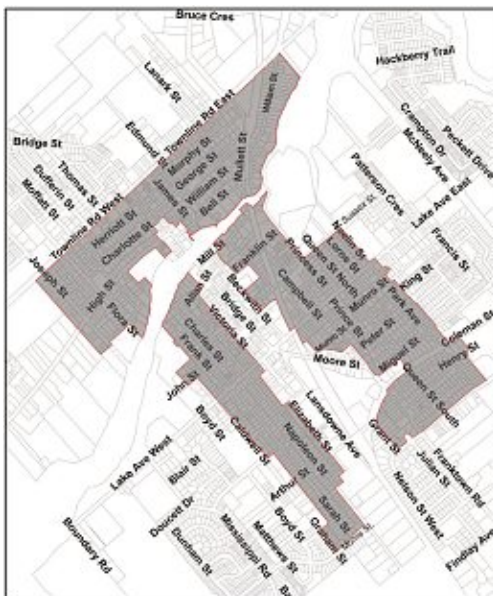 Bruce Cres
Hackberry Trail
Lanark St
William St
Townline Rd East
Crampton Dr
McNeely Ave
Peckett Drive
Bridge St
Edmund St
Murphy St
George St
William St
Bell St
Mullett St
James St
Thomas St
Dufferin St
Moffatt St
Patterson Cres
Lake Ave East
Francis St
Townline Rd West
Herriott St
Charlotte St
Joseph St
High St
Flora St
Mill St
Franklin St
Queen St North
Princess St
Lorne St
King St
Allan St
Beckwith St
Bridge St
Campbell St
Munro St
Park Ave
Prince St
Peter St
Coleman St
Victoria St
Charles St
Frank St
Moore St
Miguel St
Henry St
Queen St South
John St
Boyd St
Caldwell St
Elizabeth St
Lansdowne Ave
Grant St
Napoleon St
Franktown Rd
Julian St
Lake Ave West
Blair St
Arthur St
Sarah St
Nelson St West
Boundary Rd
Doucett Dr
Dunham St
Mississippi Rd
Matthews St
Boyd St
Findlay Ave